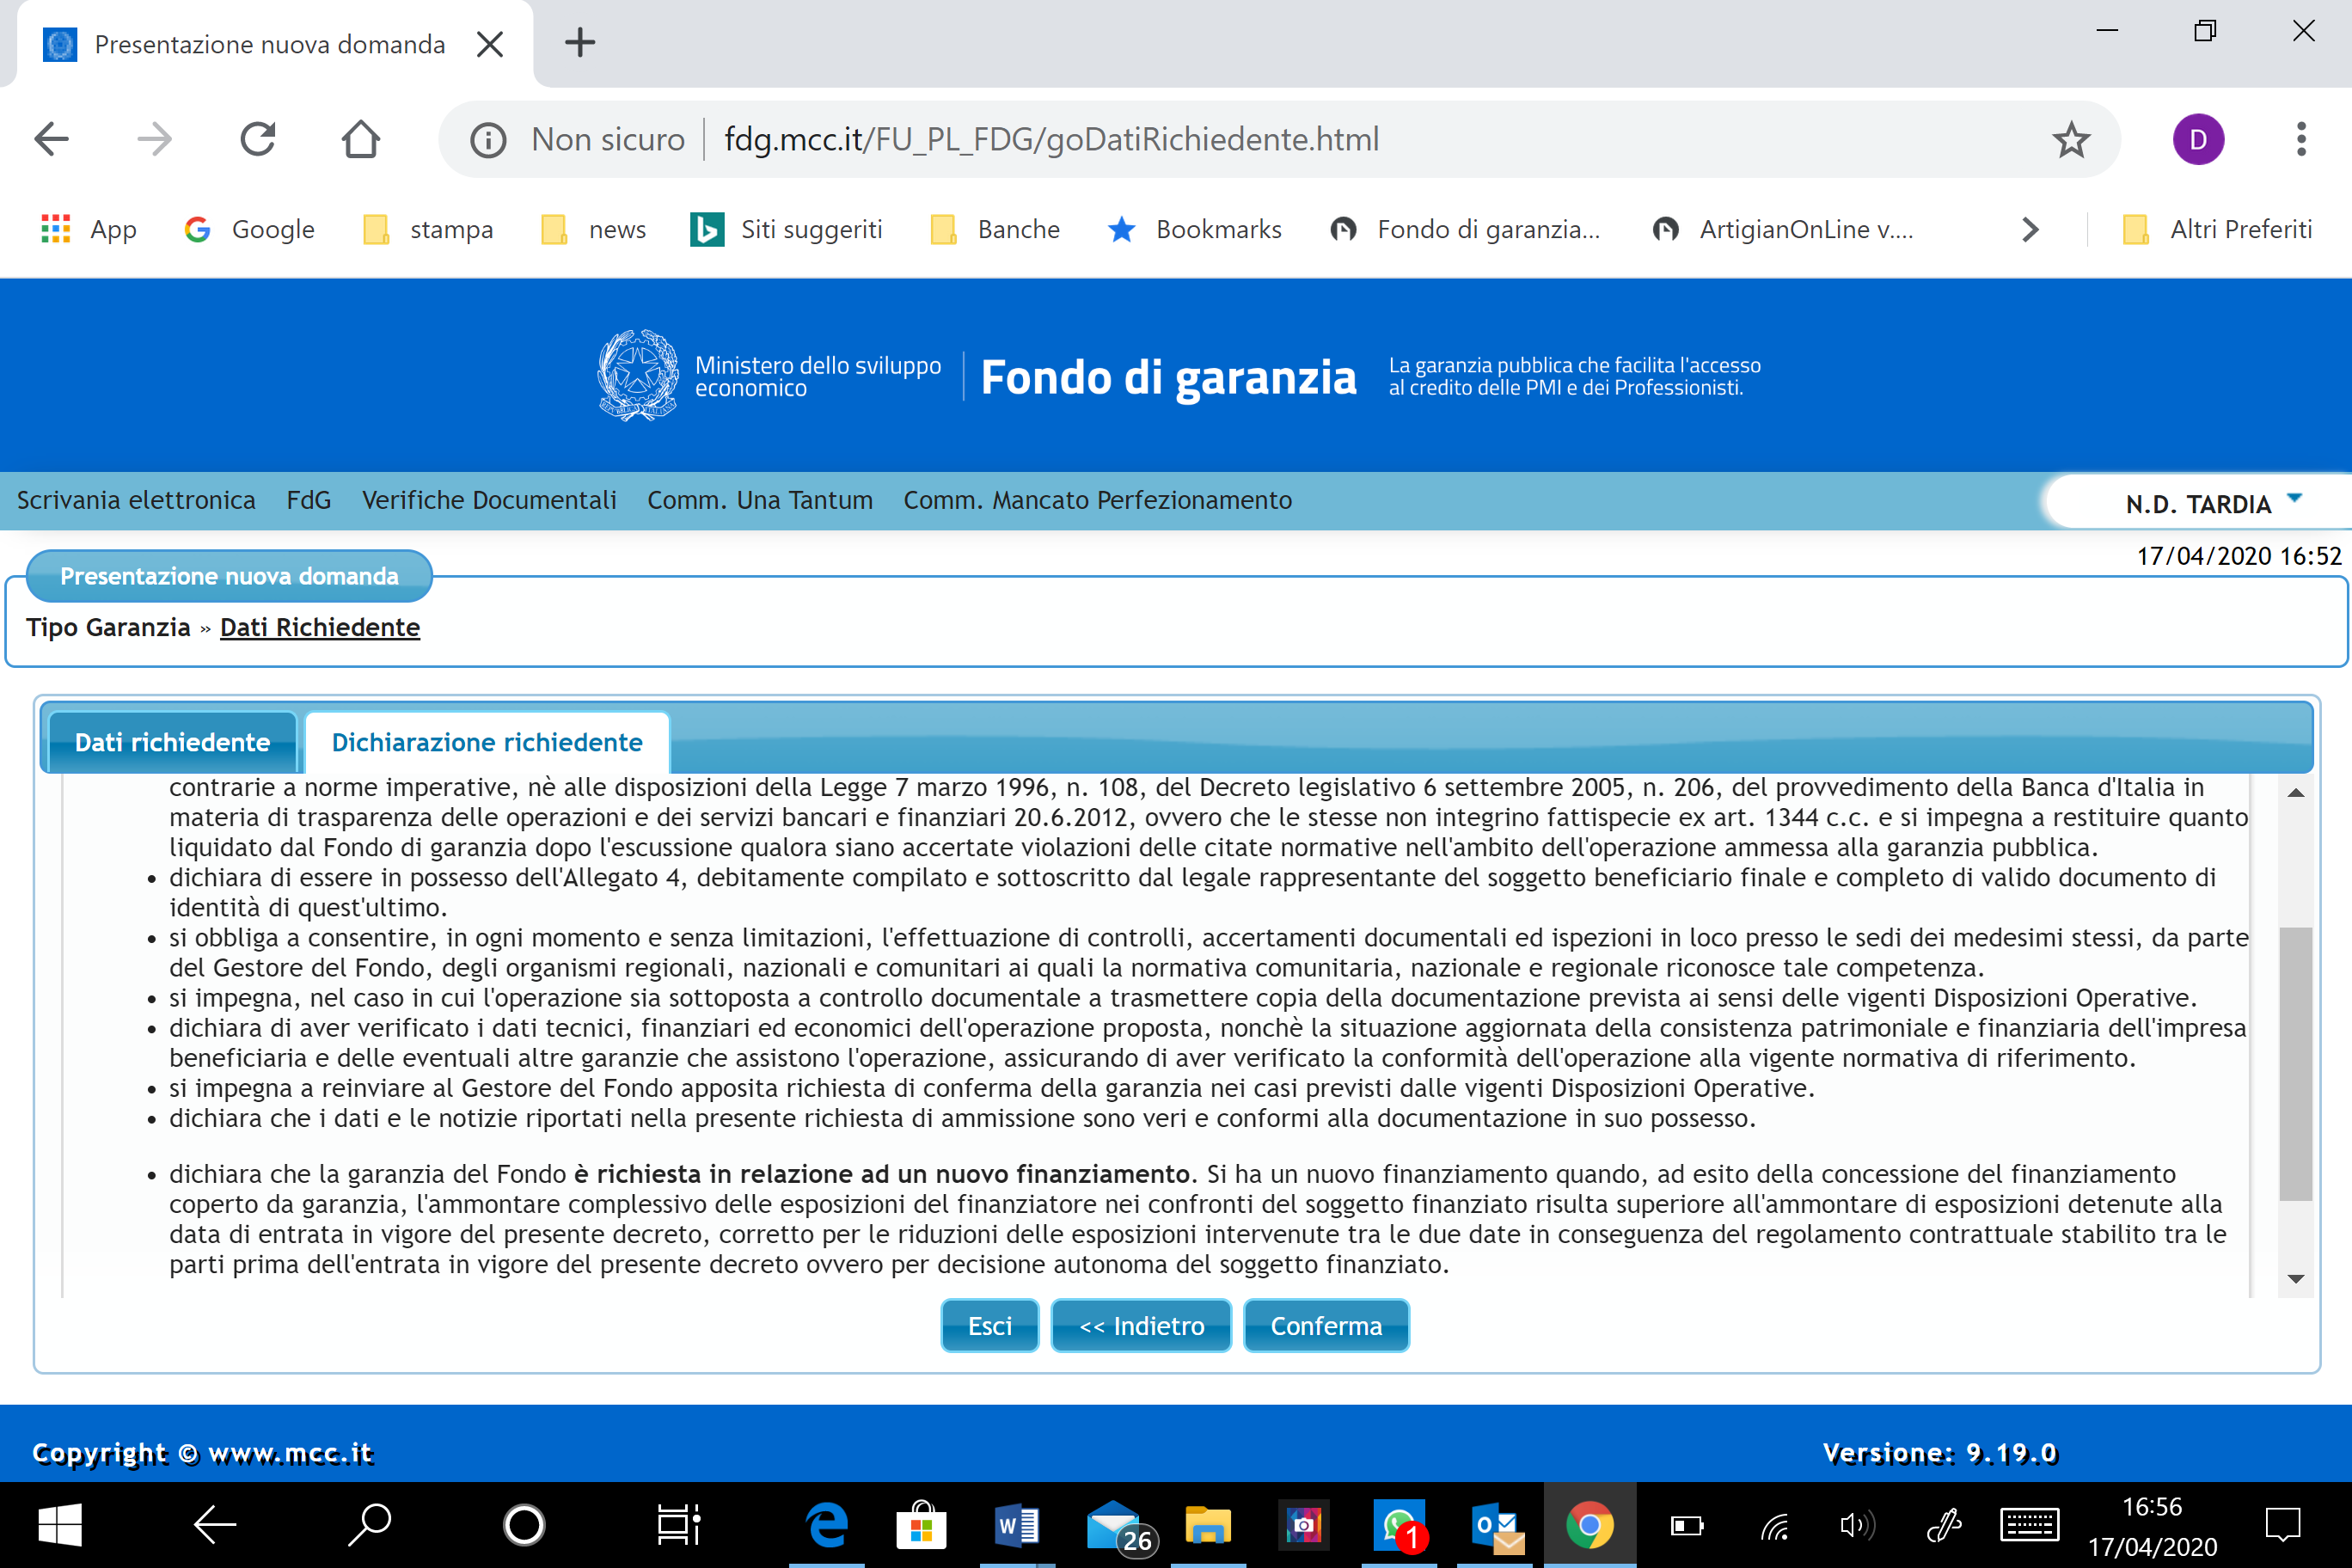 Presentazione nuova domanda
Non sicuro
fdg.mcc.it/FU_PL_FDG/goDatiRichiedente.html
D
App
Google
stampa
news
Siti suggeriti
Banche
Bookmarks
Fondo di garanzia...
ArtigianOnLine v....
Altri Preferiti
Ministero dello sviluppo
economico
Fondo di garanzia
La garanzia pubblica che facilita l'accesso
al credito delle PMI e dei Professionisti.
Scrivania elettronica
FdG
Verifiche Documentali
Comm. Una Tantum
Comm. Mancato Perfezionamento
N.D. TARDIA
17/04/2020 16:52
Presentazione nuova domanda
Tipo Garanzia » Dati Richiedente
Dati richiedente
Dichiarazione richiedente
contrarie a norme imperative, nè alle disposizioni della Legge 7 marzo 1996, n. 108, del Decreto legislativo 6 settembre 2005, n. 206, del provvedimento della Banca d'Italia in
materia di trasparenza delle operazioni e dei servizi bancari e finanziari 20.6.2012, ovvero che le stesse non integrino fattispecie ex art. 1344 c.c. e si impegna a restituire quanto
liquidato dal Fondo di garanzia dopo l'escussione qualora siano accertate violazioni delle citate normative nell'ambito dell'operazione ammessa alla garanzia pubblica.
• dichiara di essere in possesso dell'Allegato 4, debitamente compilato e sottoscritto dal legale rappresentante del soggetto beneficiario finale e completo di valido documento di
identità di quest'ultimo.
• si obbliga a consentire, in ogni momento e senza limitazioni, l'effettuazione di controlli, accertamenti documentali ed ispezioni in loco presso le sedi dei medesimi stessi, da parte
del Gestore del Fondo, degli organismi regionali, nazionali e comunitari ai quali la normativa comunitaria, nazionale e regionale riconosce tale competenza.
• si impegna, nel caso in cui l'operazione sia sottoposta a controllo documentale a trasmettere copia della documentazione prevista ai sensi delle vigenti Disposizioni Operative.
• dichiara di aver verificato i dati tecnici, finanziari ed economici dell'operazione proposta, nonchè la situazione aggiornata della consistenza patrimoniale e finanziaria dell'impresa
beneficiaria e delle eventuali altre garanzie che assistono l'operazione, assicurando di aver verificato la conformità dell'operazione alla vigente normativa di riferimento.
• si impegna a reinviare al Gestore del Fondo apposita richiesta di conferma della garanzia nei casi previsti dalle vigenti Disposizioni Operative.
• dichiara che i dati e le notizie riportati nella presente richiesta di ammissione sono veri e conformi alla documentazione in suo possesso.
• dichiara che la garanzia del Fondo è richiesta in relazione ad un nuovo finanziamento. Si ha un nuovo finanziamento quando, ad esito della concessione del finanziamento
coperto da garanzia, l'ammontare complessivo delle esposizioni del finanziatore nei confronti del soggetto finanziato risulta superiore all'ammontare di esposizioni detenute alla
data di entrata in vigore del presente decreto, corretto per le riduzioni delle esposizioni intervenute tra le due date in conseguenza del regolamento contrattuale stabilito tra le
parti prima dell'entrata in vigore del presente decreto ovvero per decisione autonoma del soggetto finanziato.
Esci
<< Indietro
Conferma
Copyright © www.mcc.it
Versione: 9.19.0
26
1
16:56
17/04/2020